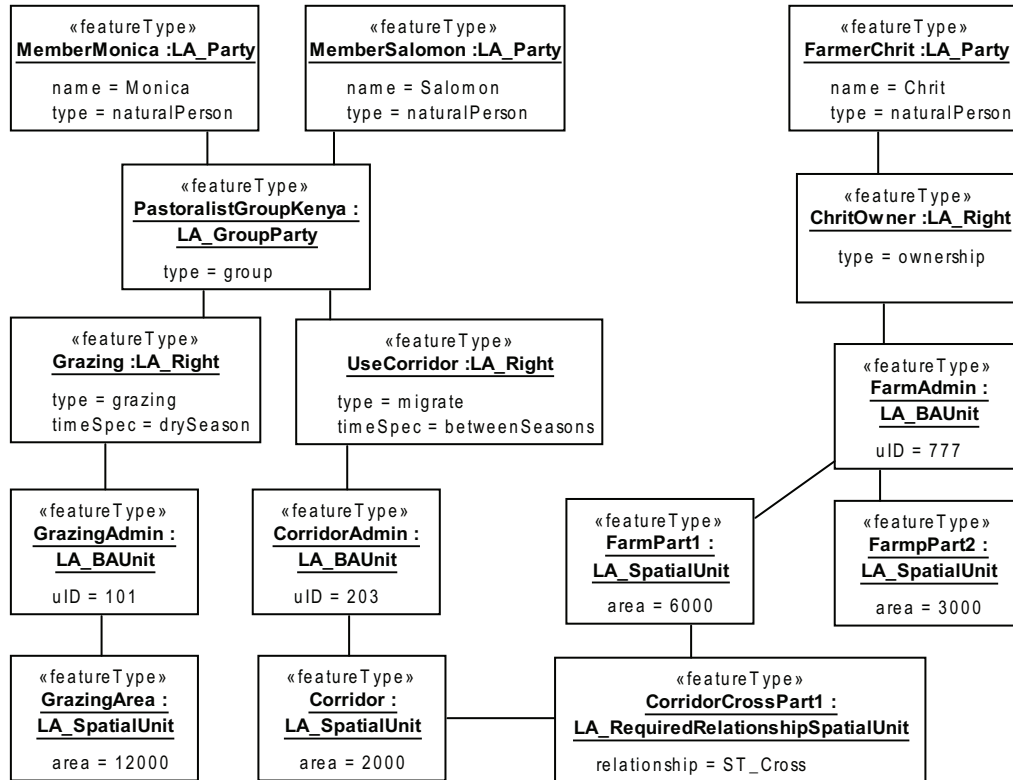 «featureType»
MemberMonica :LA_Party
name = Monica
type = naturalPerson
«featureType»
MemberSalomon :LA_Party
name = Salomon
type = naturalPerson
«featureType»
FarmerChrit :LA_Party
name = Chrit
type = naturalPerson
«featureType»
PastoralistGroupKenya :
LA_GroupParty
type = group
«featureType»
ChritOwner :LA_Right
type = ownership
«featureType»
Grazing :LA_Right
type = grazing
timeSpec = drySeason
«featureType»
UseCorridor :LA_Right
type = migrate
timeSpec = betweenSeasons
«featureType»
FarmAdmin :
LA_BAUnit
uID = 777
«featureType»
GrazingAdmin :
LA_BAUnit
uID = 101
«featureType»
CorridorAdmin :
LA_BAUnit
uID = 203
«featureType»
FarmPart1 :
LA_SpatialUnit
area = 6000
«featureType»
FarmpPart2 :
LA_SpatialUnit
area = 3000
«featureType»
GrazingArea :
LA_SpatialUnit
area = 12000
«featureType»
Corridor :
LA_SpatialUnit
area = 2000
«featureType»
CorridorCrossPart1 :
LA_RequiredRelationshipSpatialUnit
relationship = ST_Cross